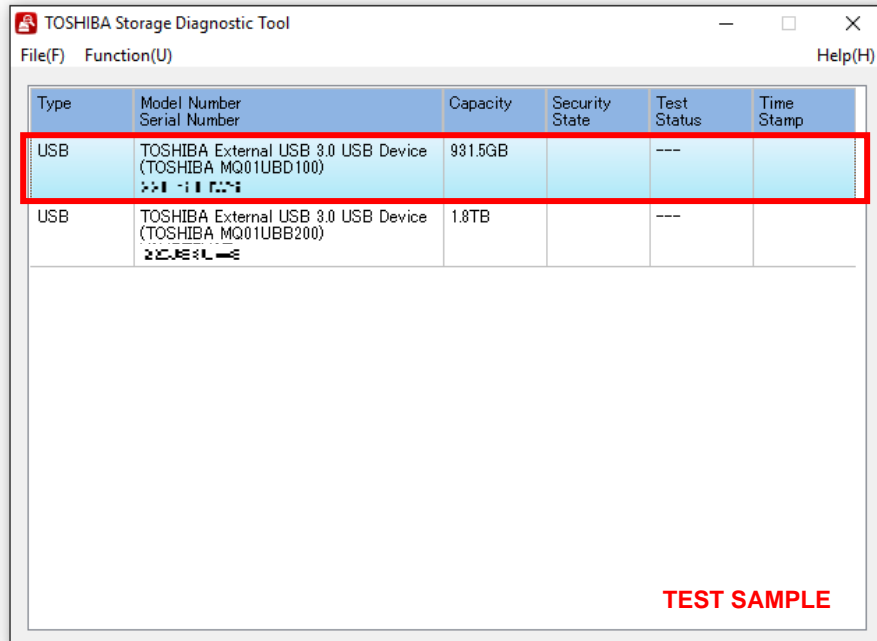 TOSHIBA Storage Diagnostic Tool
File(F) Function(U) Help(H)
Type Model Number Capacity Security Test Time
Serial Number State Status Stamp
USB TOSHIBA External USB 3.0 USB Device 931.5GB ---
(TOSHIBA MQ01UBD100)
USB TOSHIBA External USB 3.0 USB Device 1.8TB ---
(TOSHIBA MQ01UBB200)
TEST SAMPLE